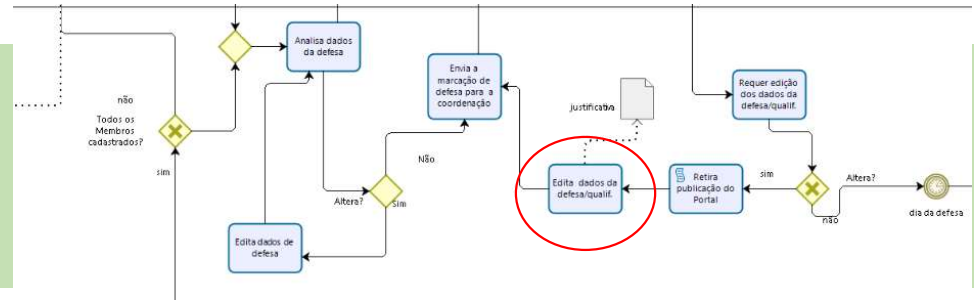 não
Todos os
Membros
cadastrados?
sim
Analisa dados
da defesa
Edita dados de
defesa
Altera?
sim
Não
Envia a
marcação de
defesa para a
coordenação
justificativa
Edita dados da
defesa/qualif.
Retira
publicação do
Portal
sim
Requer edição
dos dados da
defesa/qualif.
Altera?
não
dia da defesa